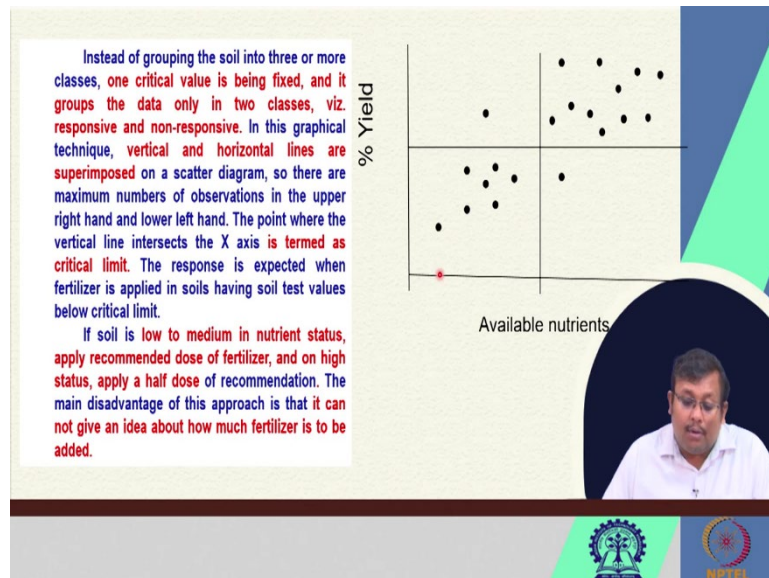 Instead of grouping the soil into three or more
classes, one critical value is being fixed, and it
groups the data only in two classes, viz.
responsive and non-responsive. In this graphical
technique, vertical and horizontal lines are
superimposed on a scatter diagram, so there are
maximum numbers of observations in the upper
right hand and lower left hand. The point where the
vertical line intersects the X axis is termed as
critical limit. The response is expected when
fertilizer is applied in soils having soil test values
below critical limit.
If soil is low to medium in nutrient status,
apply recommended dose of fertilizer, and on high
status, apply a half dose of recommendation. The
main disadvantage of this approach is that it can
not give an idea about how much fertilizer is to be
added.
% Yield
Available nutrients
NPTEL